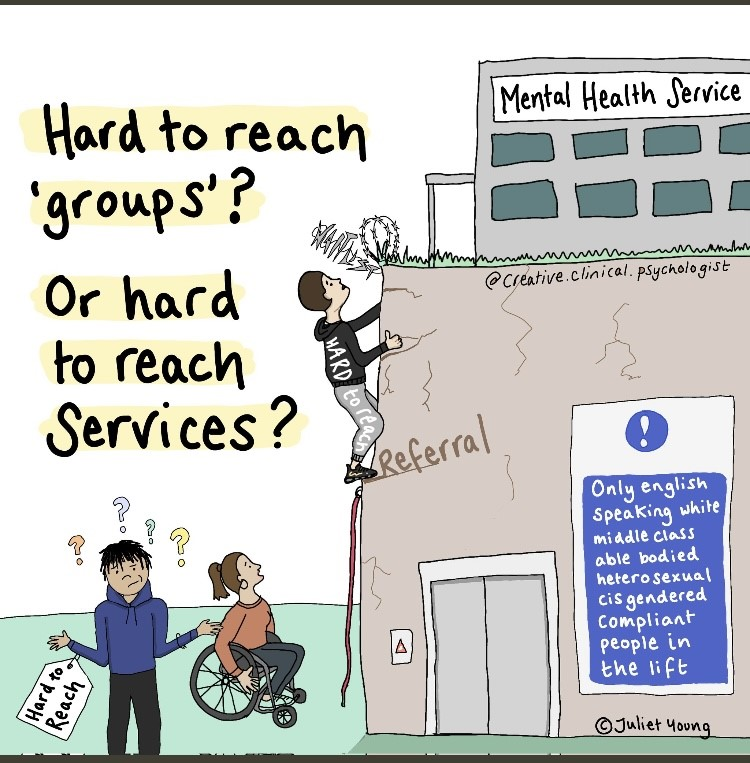 Hard to reach
'groups'?
Or hard
to reach
Services?
Mental Health Service
WAITLIST
@creative.clinical.psychologist
HARD
to reach
Referral
Only english
speaking white
middle class
able bodied
heterosexual
cis gendered
compliant
people in
the lift
Hard to
Reach
© Juliet Young